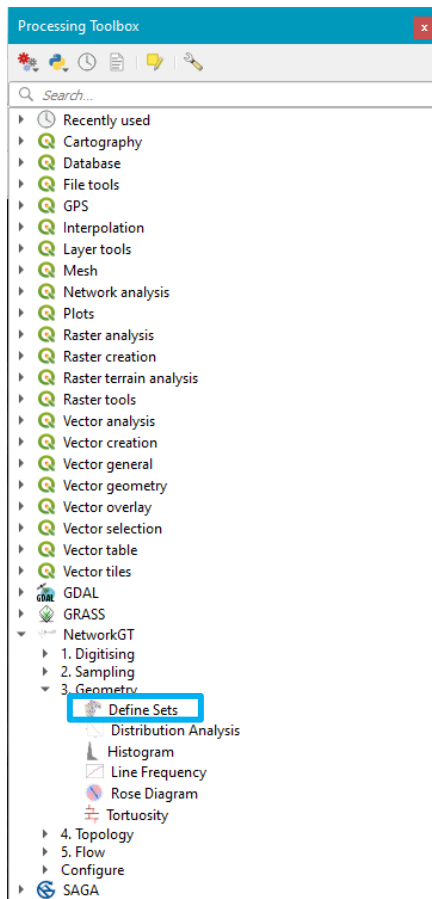 Processing Toolbox
x
Search...
Recently used
Cartography
Database
File tools
GPS
Interpolation
Layer tools
Mesh
Network analysis
Plots
Raster analysis
Raster creation
Raster terrain analysis
Raster tools
Vector analysis
Vector creation
Vector general
Vector geometry
Vector overlay
Vector selection
Vector table
Vector tiles
GDAL
GRASS
NetworkGT
1. Digitising
2. Sampling
3. Geometry
Define Sets
Distribution Analysis
Histogram
Line Frequency
Rose Diagram
Tortuosity
4. Topology
5. Flow
Configure
SAGA